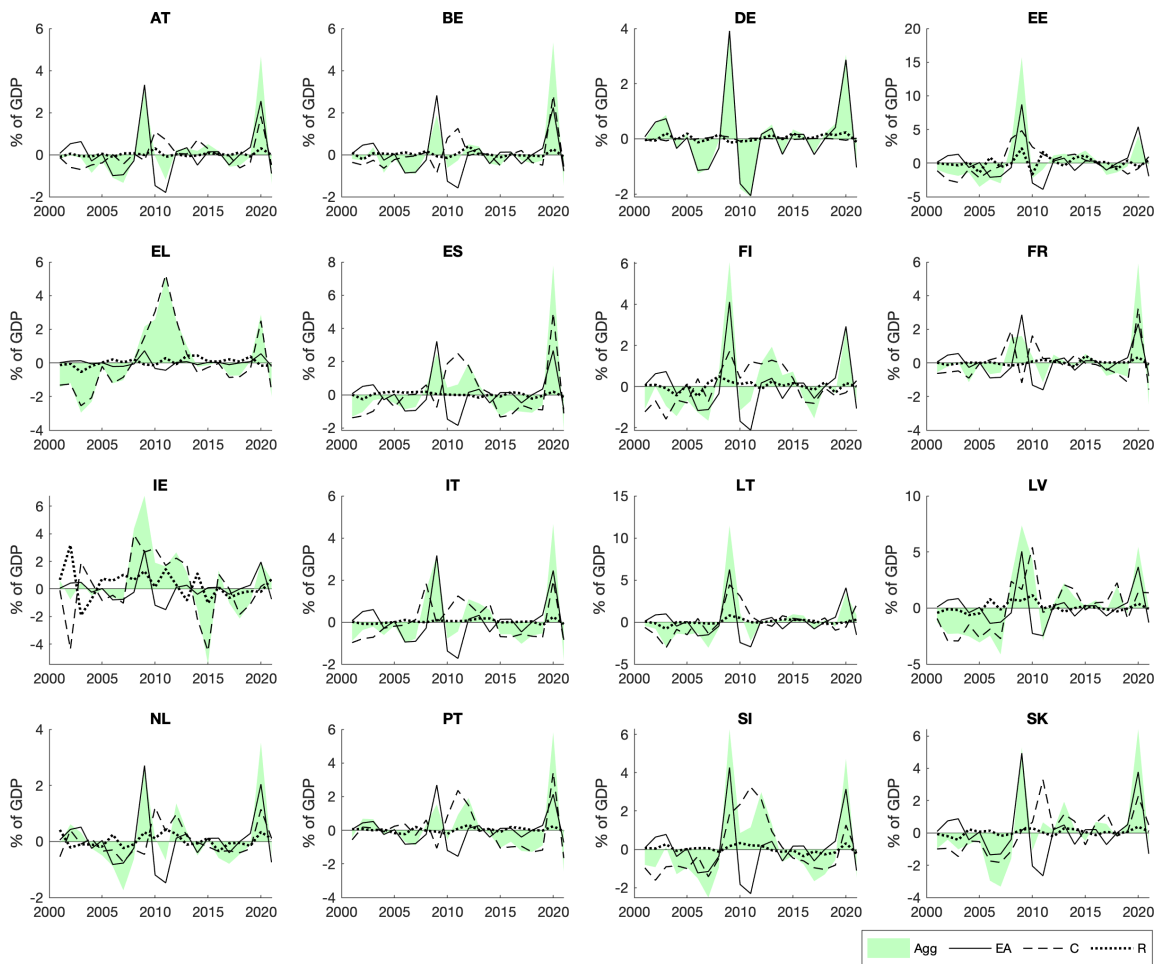 AT BE DE EE
% of GDP % of GDP % of GDP % of GDP
6 6 4 20
4 4 2 15
2 2 0 10
0 0 -2 5
-2 -2 0
-5
2000 2005 2010 2015 2020 2000 2005 2010 2015 2020 2000 2005 2010 2015 2020 2000 2005 2010 2015 2020
EL ES FI FR
% of GDP % of GDP % of GDP % of GDP
6 8 6 6
4 6 4 4
2 4 2 2
0 2 0 0
-2 0 -2 -2
-4 -2 -4
2000 2005 2010 2015 2020 2000 2005 2010 2015 2020 2000 2005 2010 2015 2020 2000 2005 2010 2015 2020
IE IT LT LV
% of GDP % of GDP % of GDP % of GDP
6 6 15 10
4 4 10 5
2 2 5 0
0 0 0 -5
-2 -2 -5
-4
2000 2005 2010 2015 2020 2000 2005 2010 2015 2020 2000 2005 2010 2015 2020 2000 2005 2010 2015 2020
NL PT SI SK
% of GDP % of GDP % of GDP % of GDP
4 6 6 6
2 4 4 4
0 2 2 2
-2 0 0 0
-2 -2 -2
-4 -4
2000 2005 2010 2015 2020 2000 2005 2010 2015 2020 2000 2005 2010 2015 2020 2000 2005 2010 2015 2020
Agg EA C R